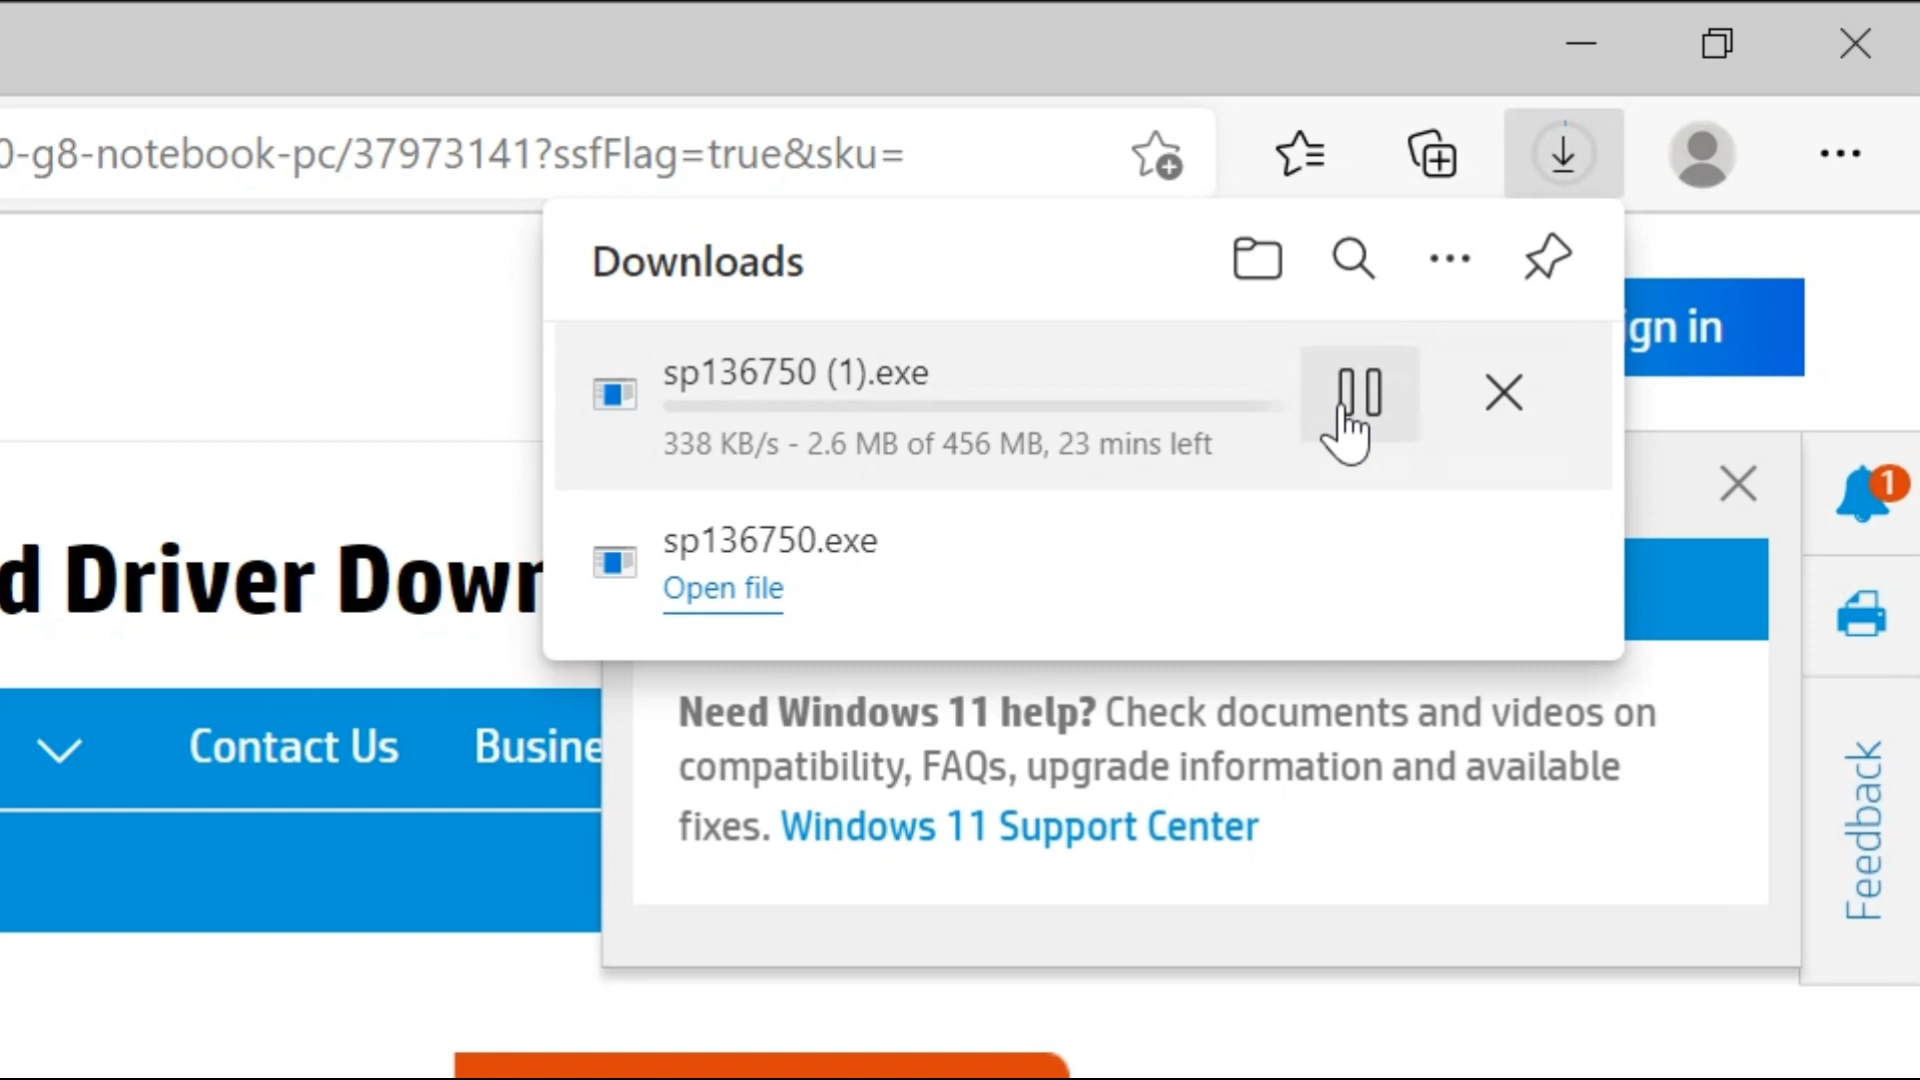 0-g8-notebook-pc/37973141?ssfFlag=true&sku=
Downloads
gn in
sp136750 (1).exe
338 KB/s - 2.6 MB of 456 MB, 23 mins left
1
sp136750.exe
Open file
d Driver Down
Contact Us Busine
Need Windows 11 help? Check documents and videos on
compatibility, FAQs, upgrade information and available
fixes. Windows 11 Support Center
Feedback